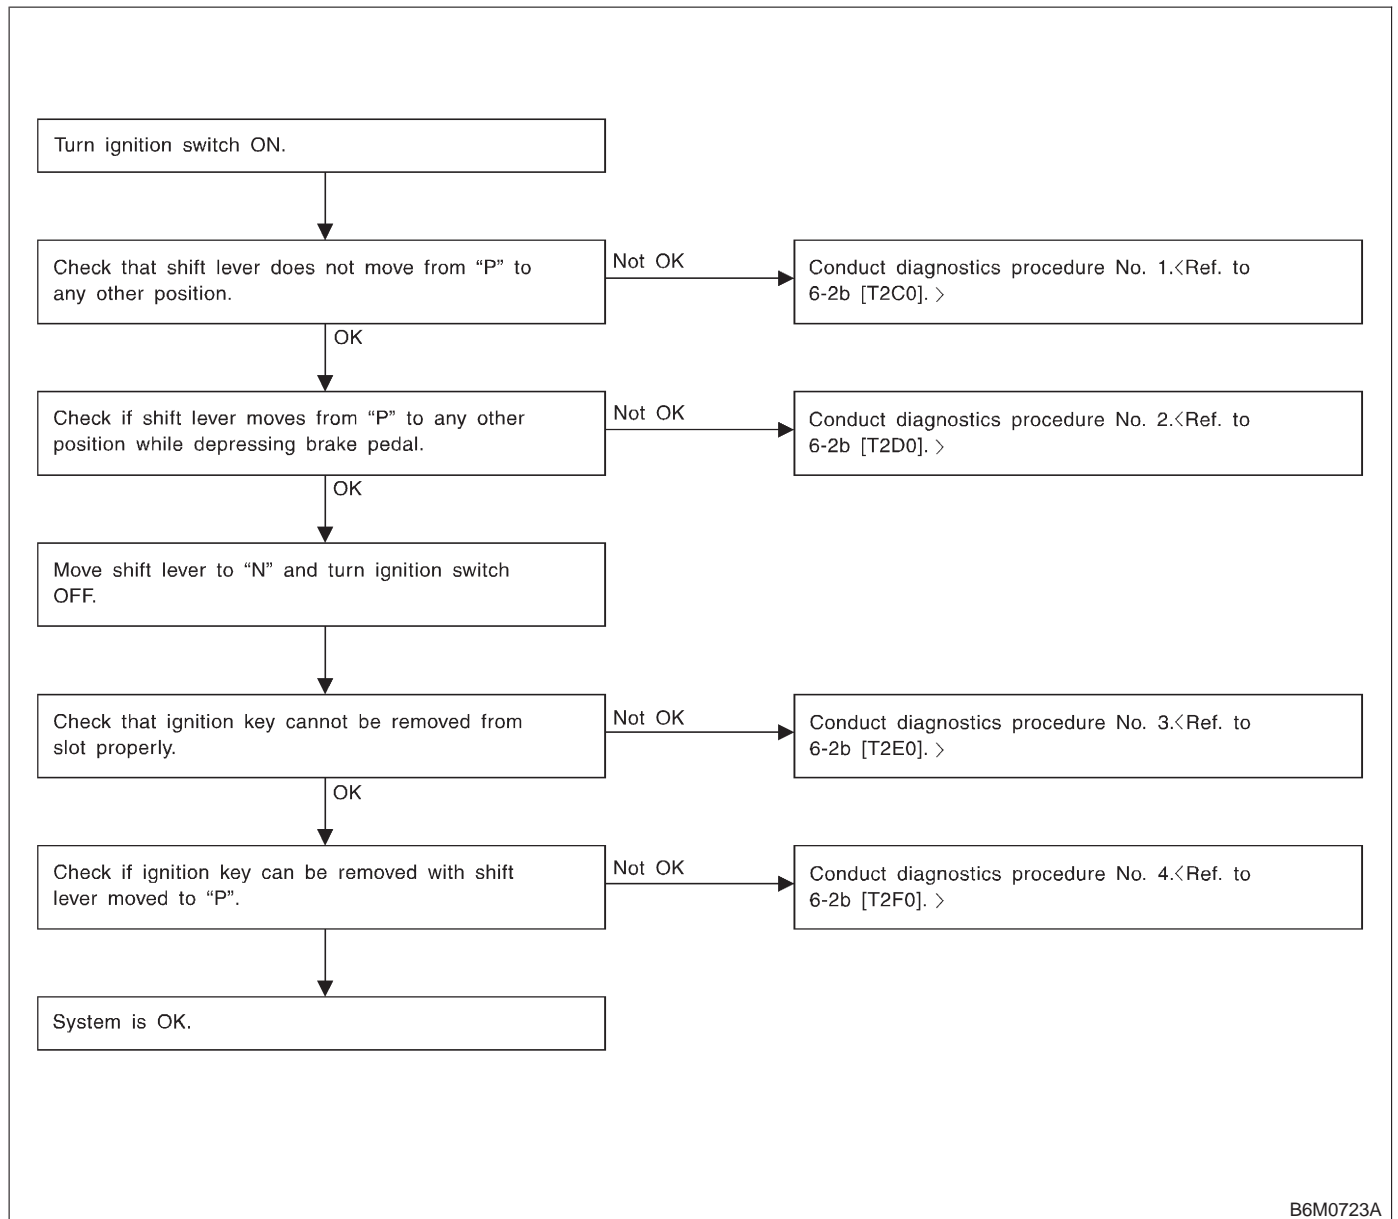 Turn ignition switch ON.
Check that shift lever does not move from “P” to
any other position.
Not OK
Conduct diagnostics procedure No. 1.〈Ref. to
6-2b [T2C0]. 〉
OK
Check if shift lever moves from “P” to any other
position while depressing brake pedal.
Not OK
Conduct diagnostics procedure No. 2.〈Ref. to
6-2b [T2D0]. 〉
OK
Move shift lever to “N” and turn ignition switch
OFF.
Check that ignition key cannot be removed from
slot properly.
Not OK
Conduct diagnostics procedure No. 3.〈Ref. to
6-2b [T2E0]. 〉
OK
Check if ignition key can be removed with shift
lever moved to “P”.
Not OK
Conduct diagnostics procedure No. 4.〈Ref. to
6-2b [T2F0]. 〉
System is OK.
B6M0723A